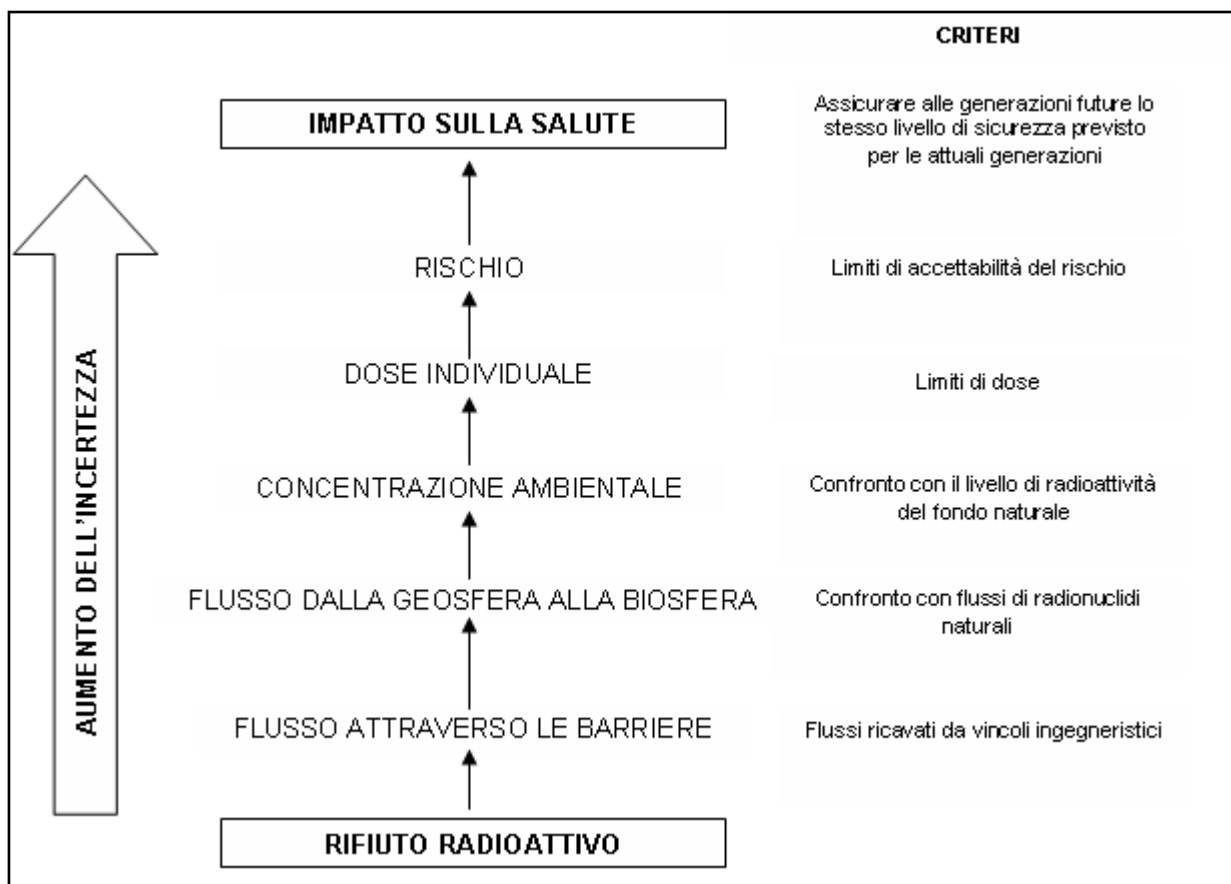 CRITERI
IMPATTO SULLA SALUTE
Assicurare alle generazioni future lo
stesso livello di sicurezza previsto
per le attuali generazioni
RISCHIO
Limiti di accettabilità del rischio
DOSE INDIVIDUALE
Limiti di dose
CONCENTRAZIONE AMBIENTALE
Confronto con il livello di radioattività
del fondo naturale
FLUSSO DALLA GEOSFERA ALLA BIOSFERA
Confronto con flussi di radionuclidi
naturali
FLUSSO ATTRAVERSO LE BARRIERE
Flussi ricavati da vincoli ingegneristici
RIFIUTO RADIOATTIVO
AUMENTO DELL'INCERTEZZA